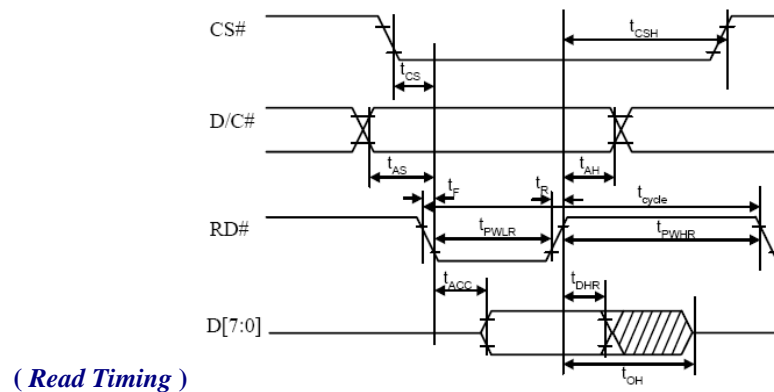 CS#
tCSH
tCS
D/C#
tAS
tF
tR
tAH
tcycle
RD#
tPWLR
tPWHR
tACC
tDHR
D[7:0]
tOH
( Read Timing )